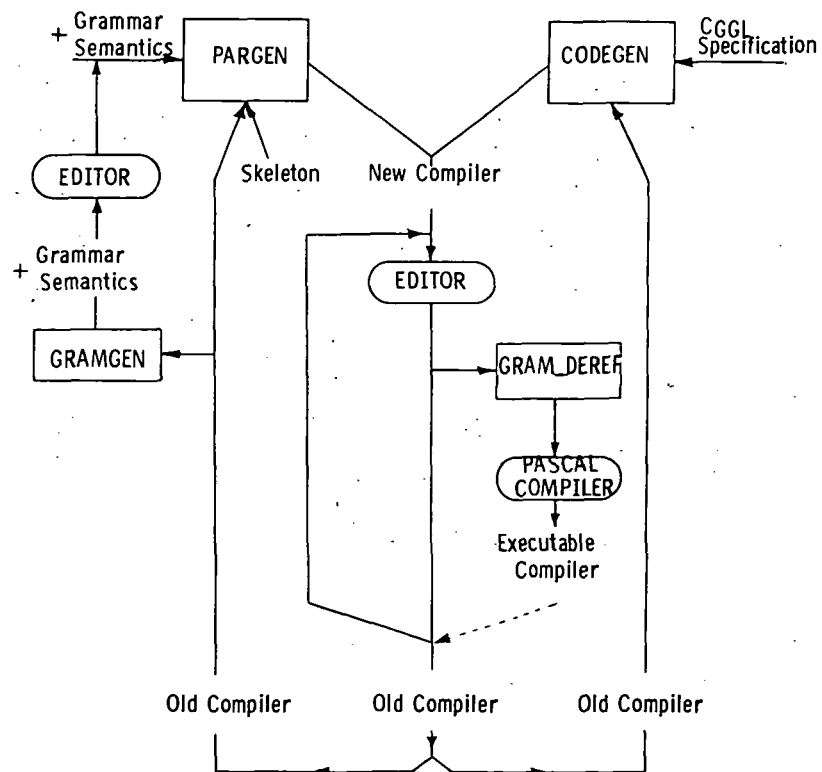 + Grammar
Semantics
PARGEN
CODEGEN
CGGL
Specification
EDITOR
Skeleton
New Compiler
+ Grammar
Semantics
EDITOR
GRAMGEN
GRAM_DEREF
PASCAL
COMPILER
Executable
Compiler
Old Compiler
Old Compiler
Old Compiler